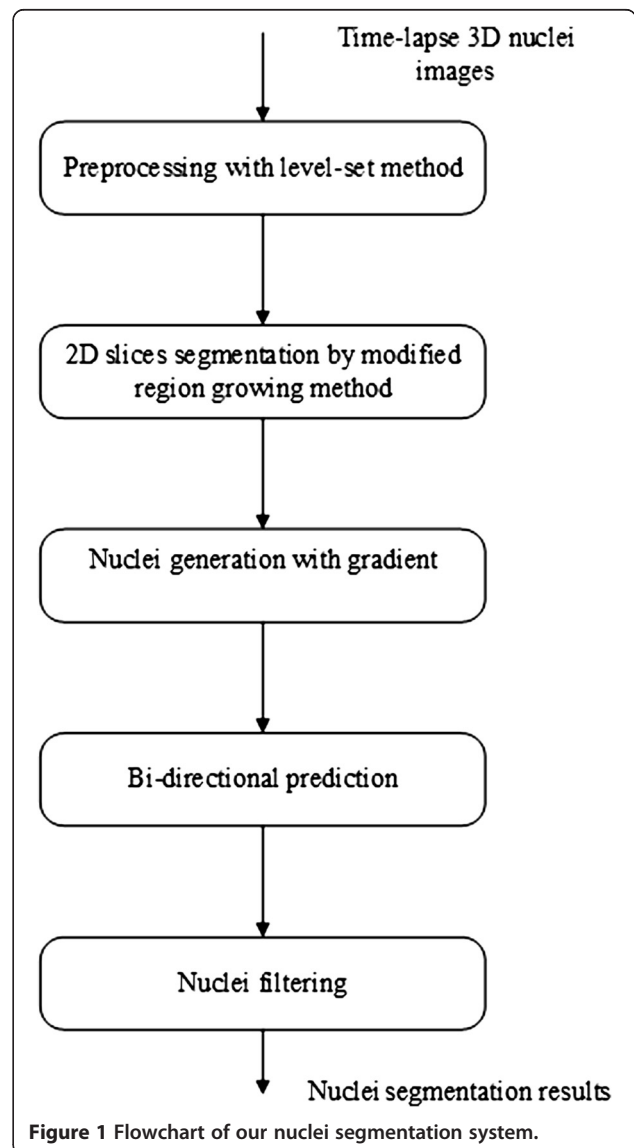 Time-lapse 3D nuclei
images
Preprocessing with level-set method
2D slices segmentation by modified
region growing method
Nuclei generation with gradient
Bi-directional prediction
Nuclei filtering
Nuclei segmentation results
Figure 1 Flowchart of our nuclei segmentation system.